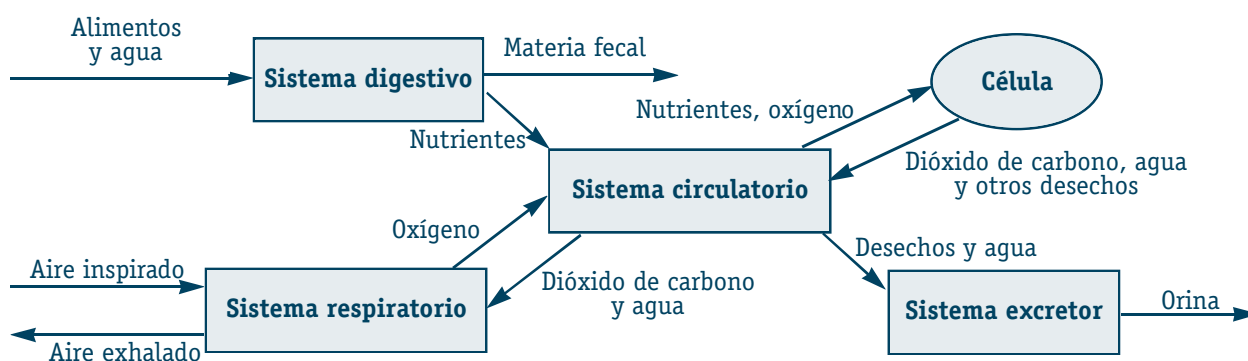 Alimentos
y agua
Sistema digestivo
Materia fecal
Nutrientes
Célula
Nutrientes, oxígeno
Dióxido de carbono, agua
y otros desechos
Sistema circulatorio
Oxígeno
Aire inspirado
Sistema respiratorio
Aire exhalado
Dióxido de carbono
y agua
Desechos y agua
Sistema excretor
Orina